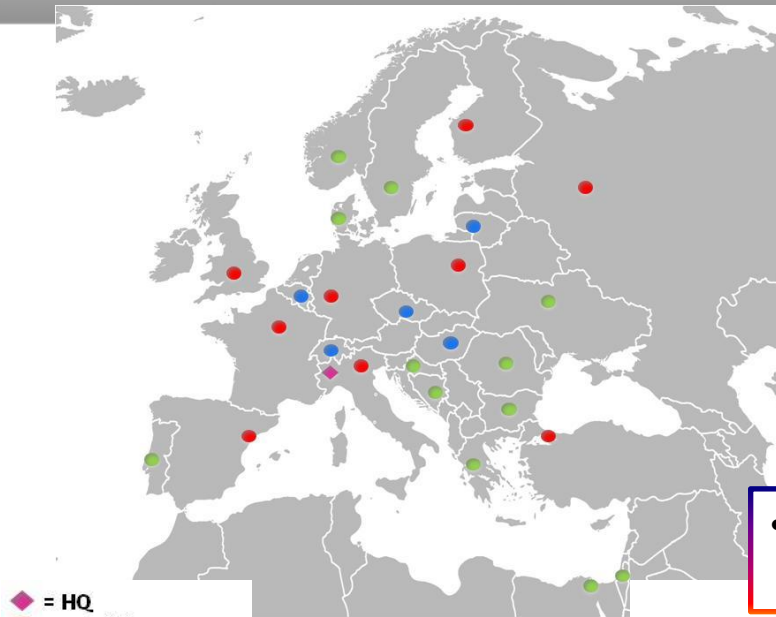 = HQ